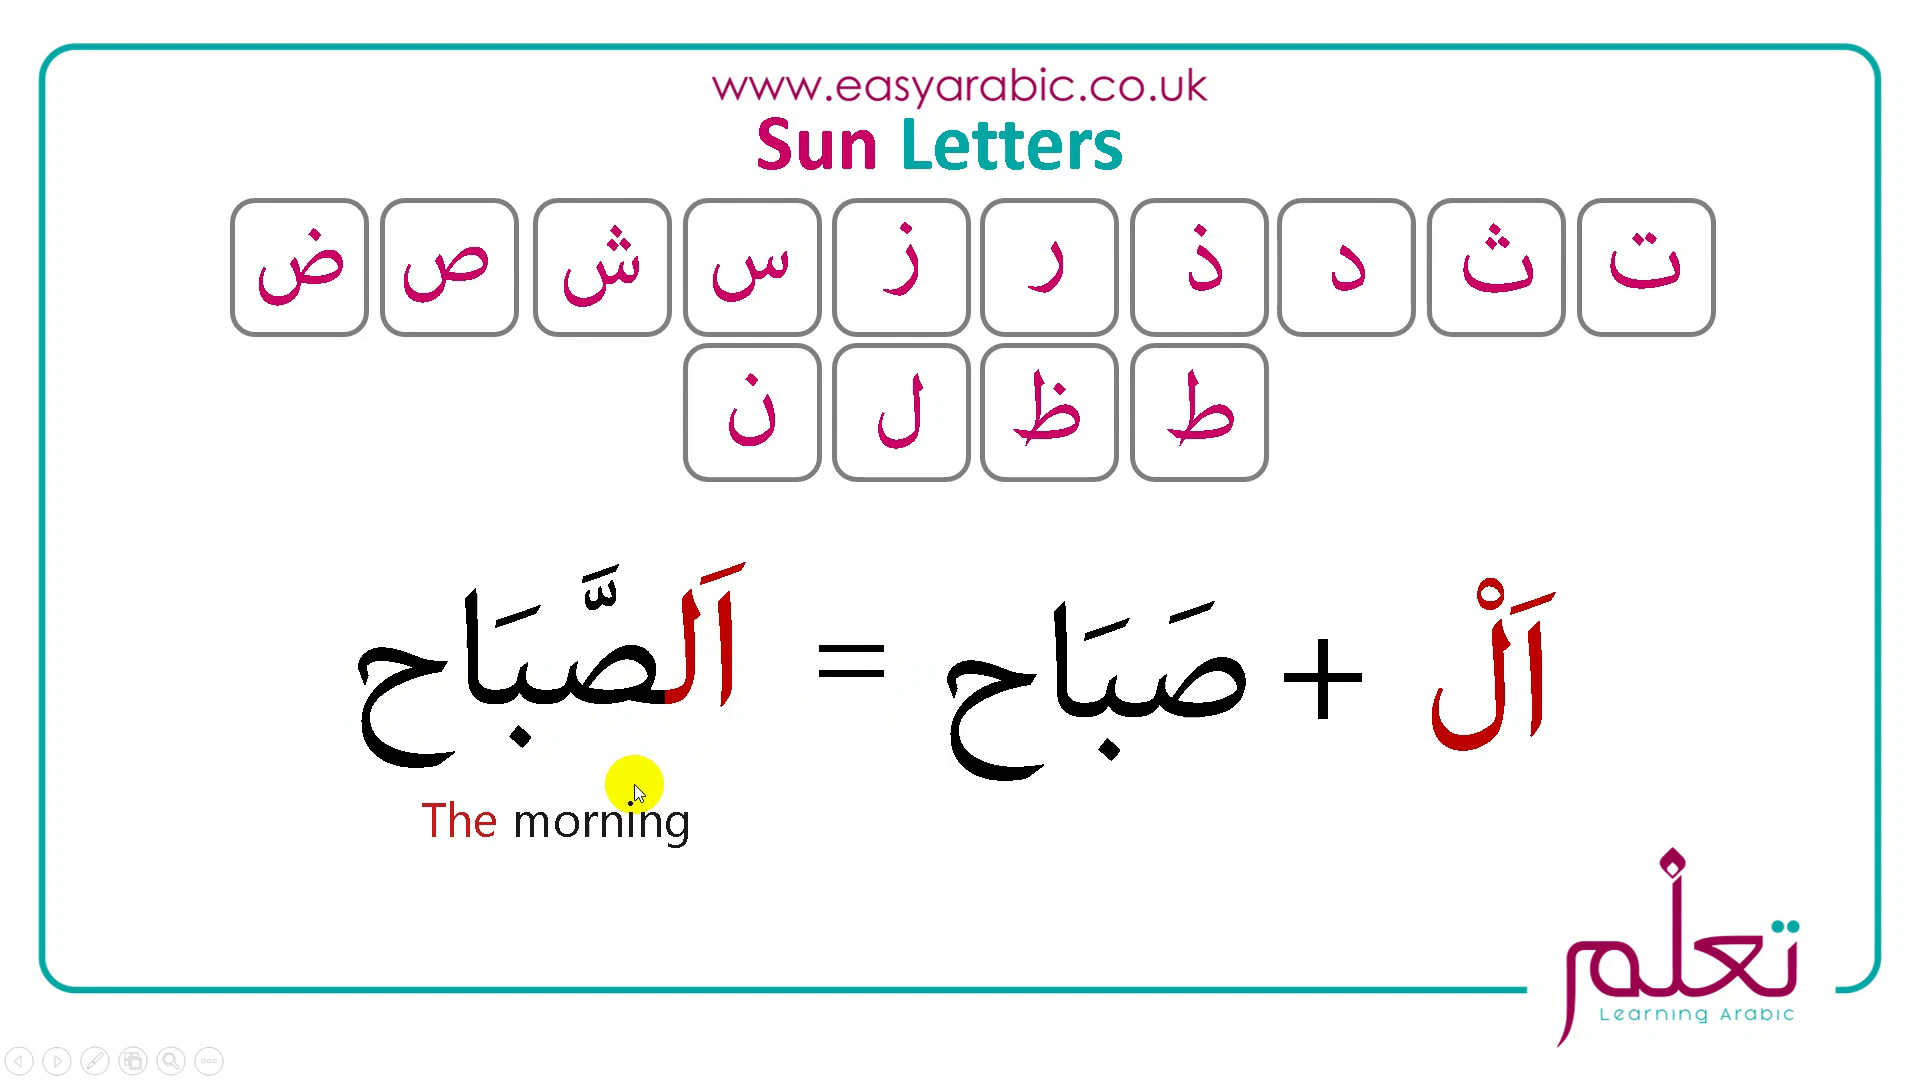 www.easyarabic.co.uk
Sun Letters
ت ث د ذ ر ز س ش ص ض
ط ظ ل ن
اَلْ + صَبَاح = اَلصَّبَاح
The morning
تعلم
Learning Arabic